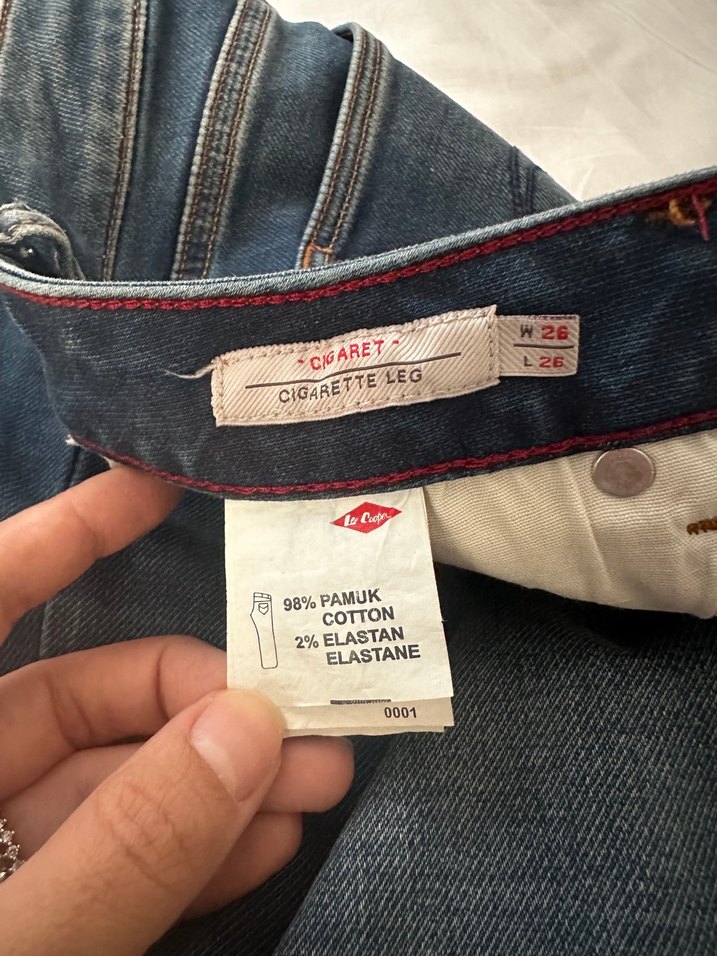 - CIGARET -
CIGARETTE LEG
W 26
L 26
Lee Cooper
98% PAMUK
COTTON
2% ELASTAN
ELASTANE
0001